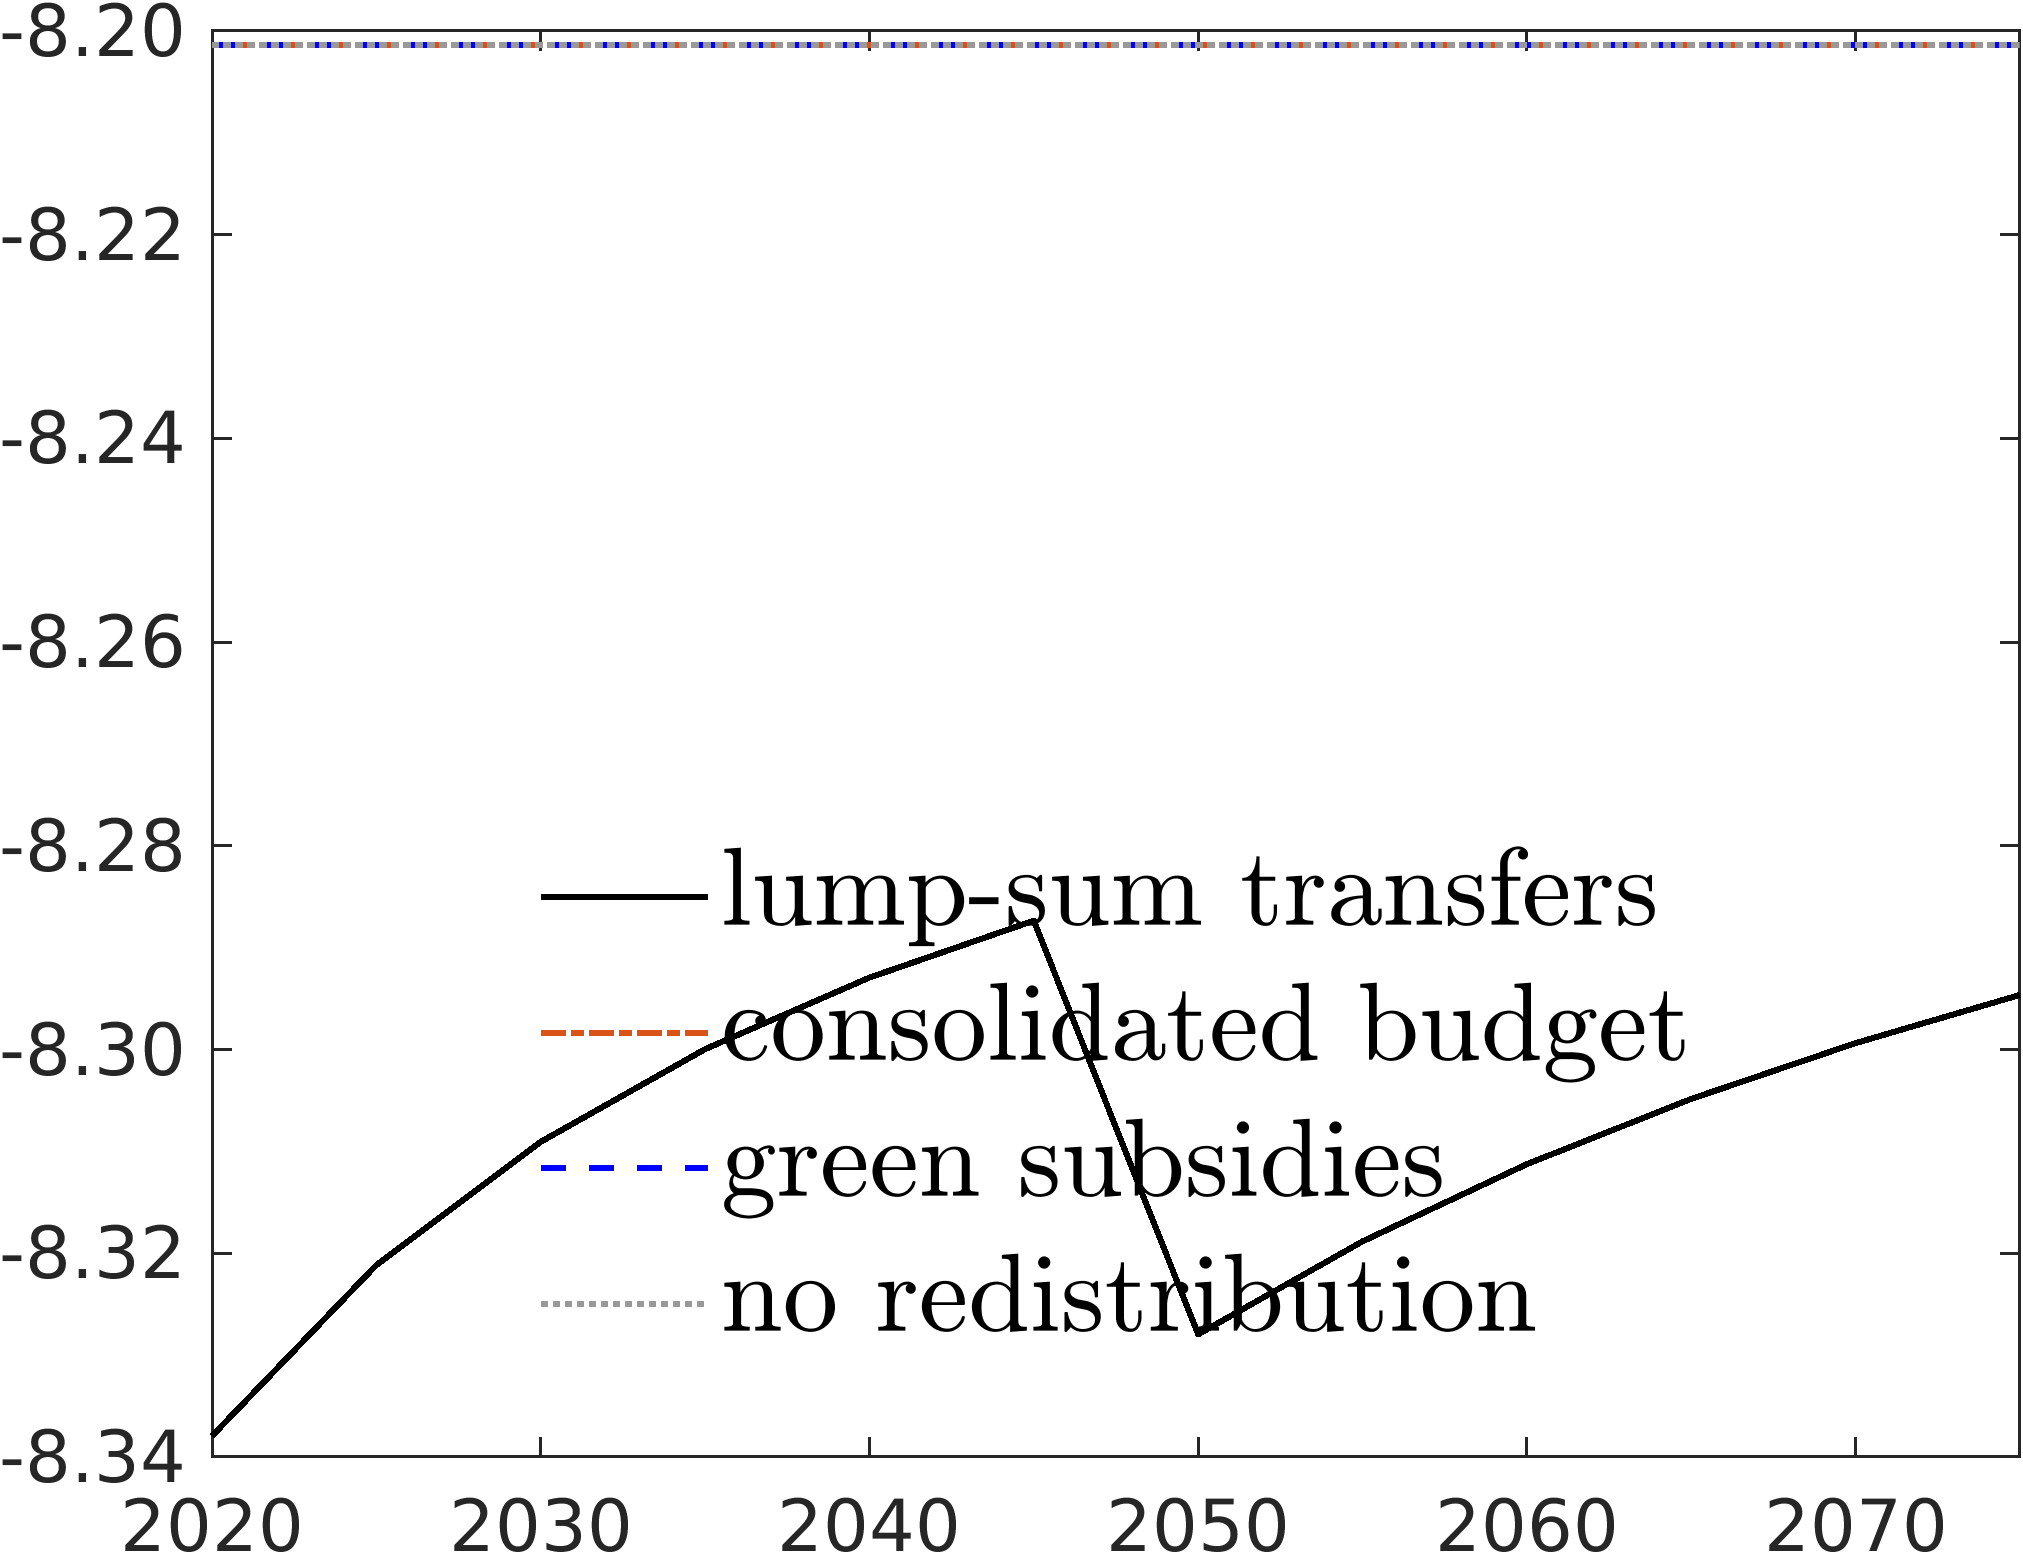 -8.20
-8.22
-8.24
-8.26
-8.28
-8.30
-8.32
-8.34
lump-sum transfers
consolidated budget
green subsidies
no redistribution
2020 2030 2040 2050 2060 2070